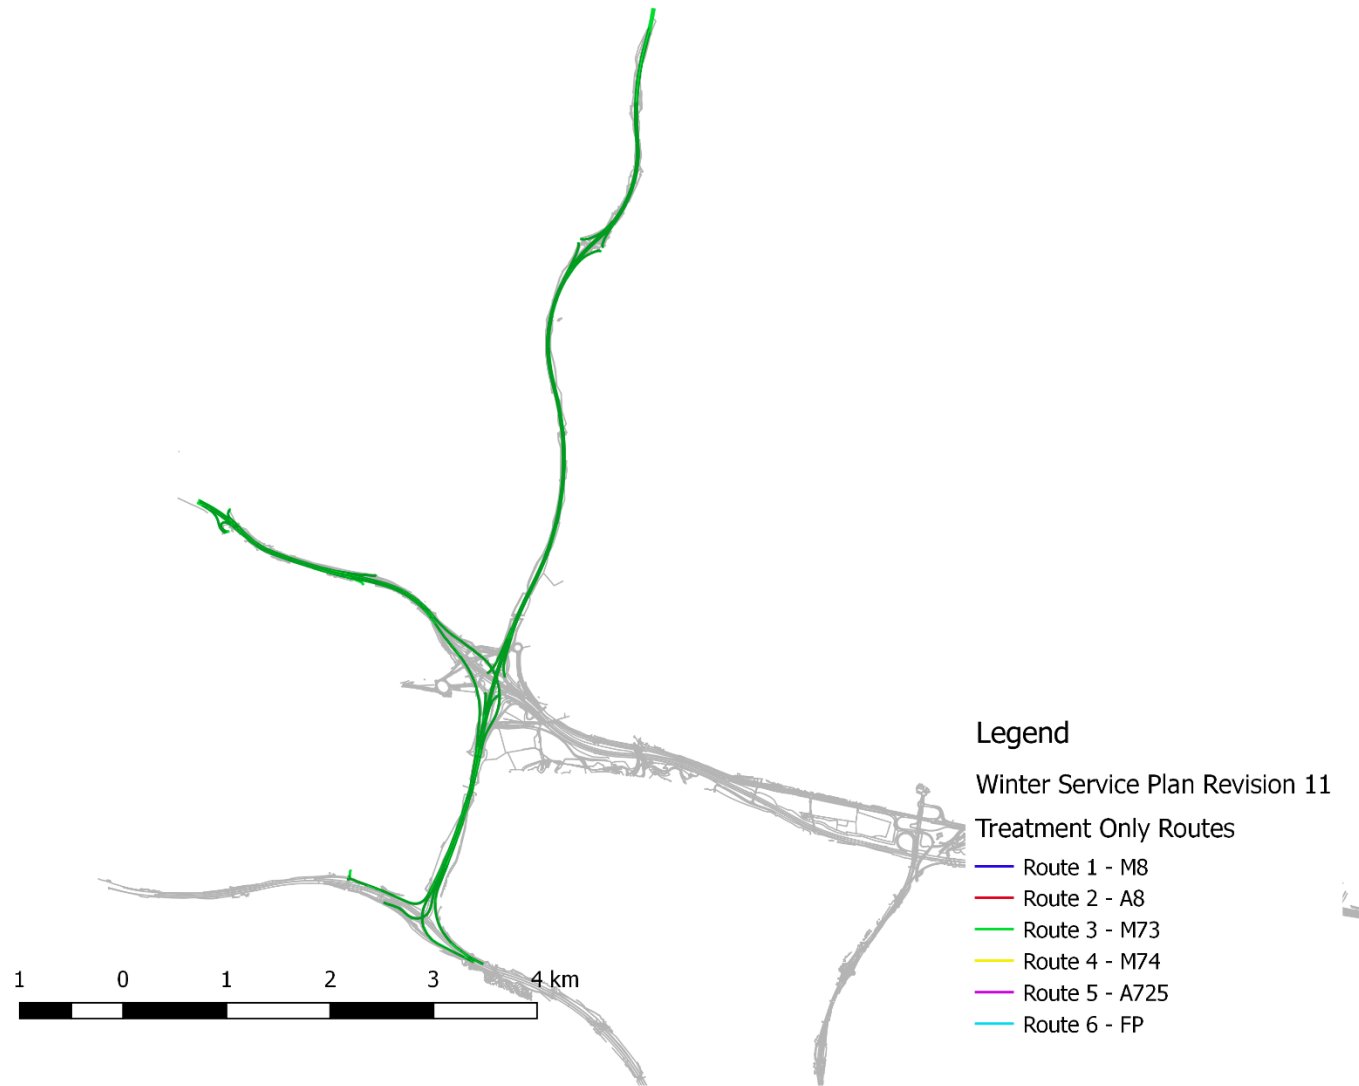 Legend
Winter Service Plan Revision 11
Treatment Only Routes
Route 1 - M8
Route 2 - A8
Route 3 - M73
Route 4 - M74
Route 5 - A725
Route 6 - FP
1 0 1 2 3 4 km